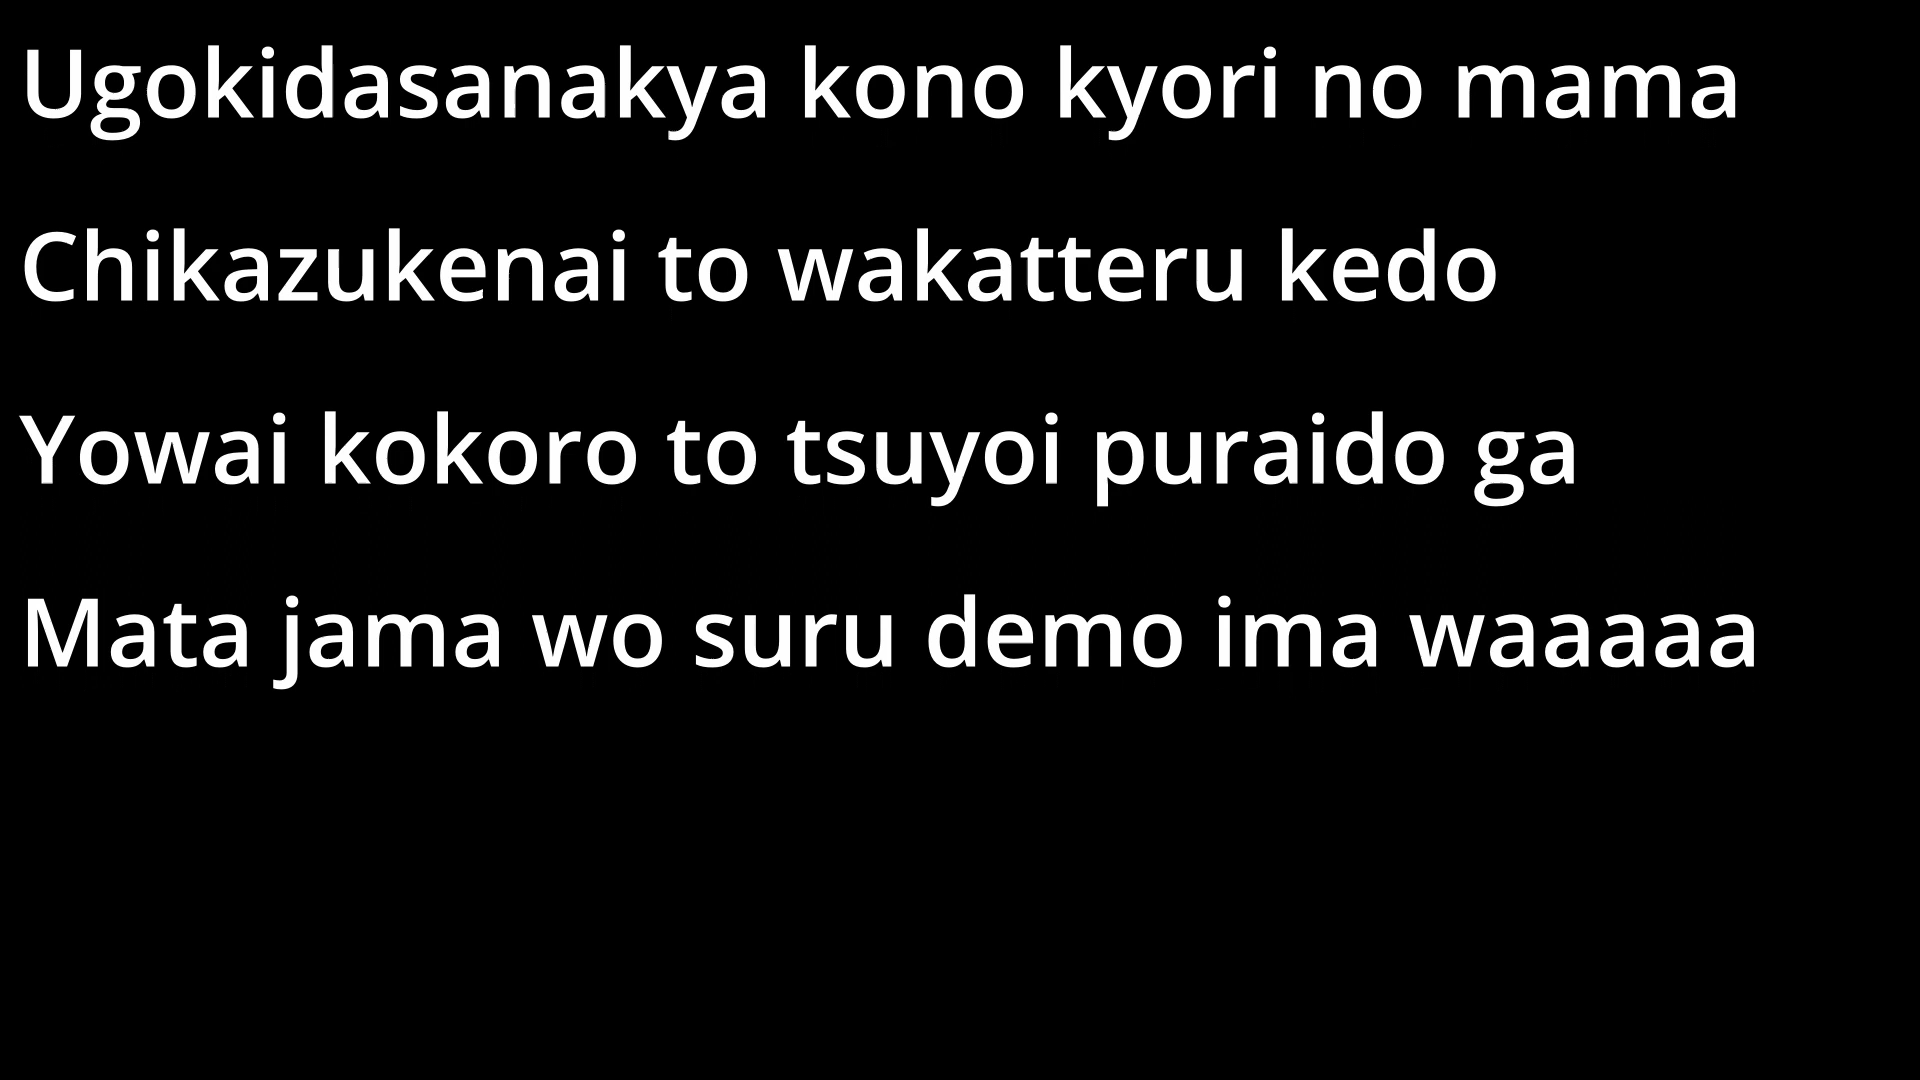 Ugokidasanakya kono kyori no mama
Chikazukenai to wakatteru kedo
Yowai kokoro to tsuyoi puraido ga
Mata jama wo suru demo ima waaaaa